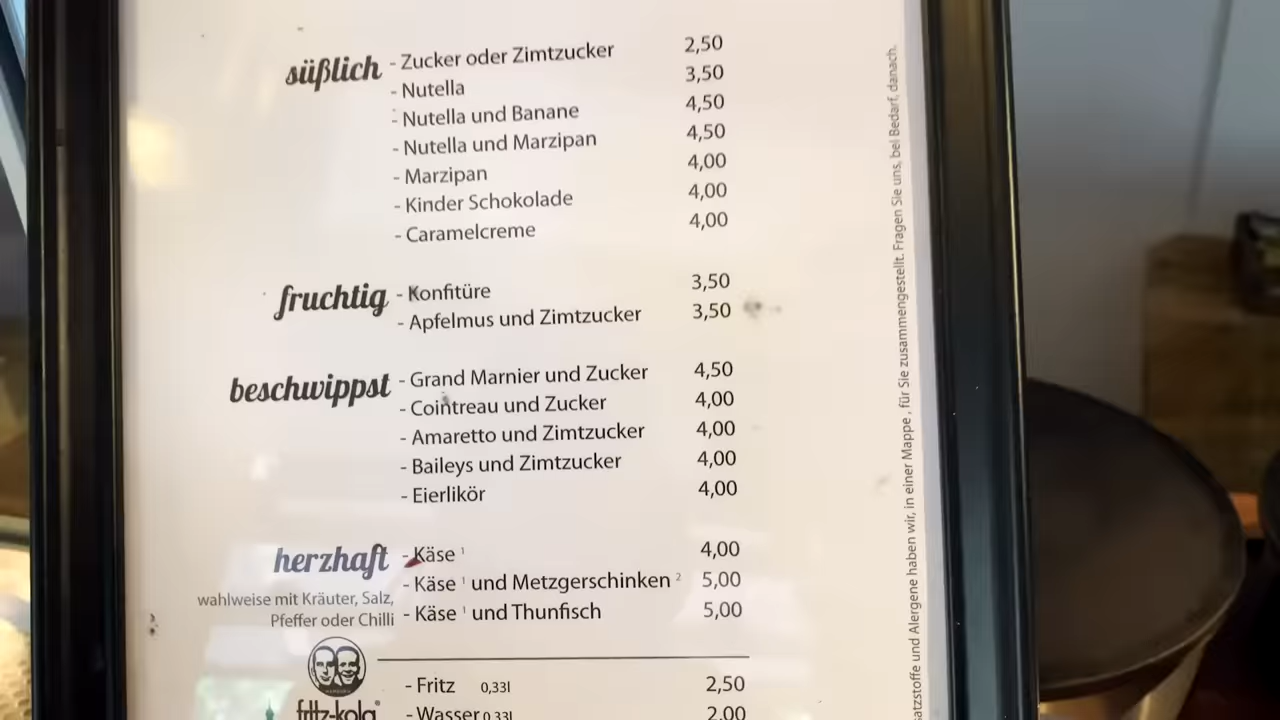 süßlich - Zucker oder Zimtzucker 2,50
- Nutella 3,50
- Nutella und Banane 4,50
- Nutella und Marzipan 4,50
- Marzipan 4,00
- Kinder Schokolade 4,00
- Caramelcreme 4,00
fruchtig - Konfitüre 3,50
- Apfelmus und Zimtzucker 3,50
beschwippst - Grand Marnier und Zucker 4,50
- Cointreau und Zucker 4,00
- Amaretto und Zimtzucker 4,00
- Baileys und Zimtzucker 4,00
- Eierlikör 4,00
herzhaft - Käse ¹ 4,00
- Käse ¹ und Metzgerschinken ² 5,00
wahlweise mit Kräuter, Salz,
Pfeffer oder Chilli - Käse ¹ und Thunfisch 5,00
- Fritz 0,33l 2,50
fritz-kola - Wasser 0,33l 2,00
satzstoffe und Alergene haben wir, in einer Mappe , für Sie zusammengestellt. Fragen Sie uns, bei Bedarf, danach.